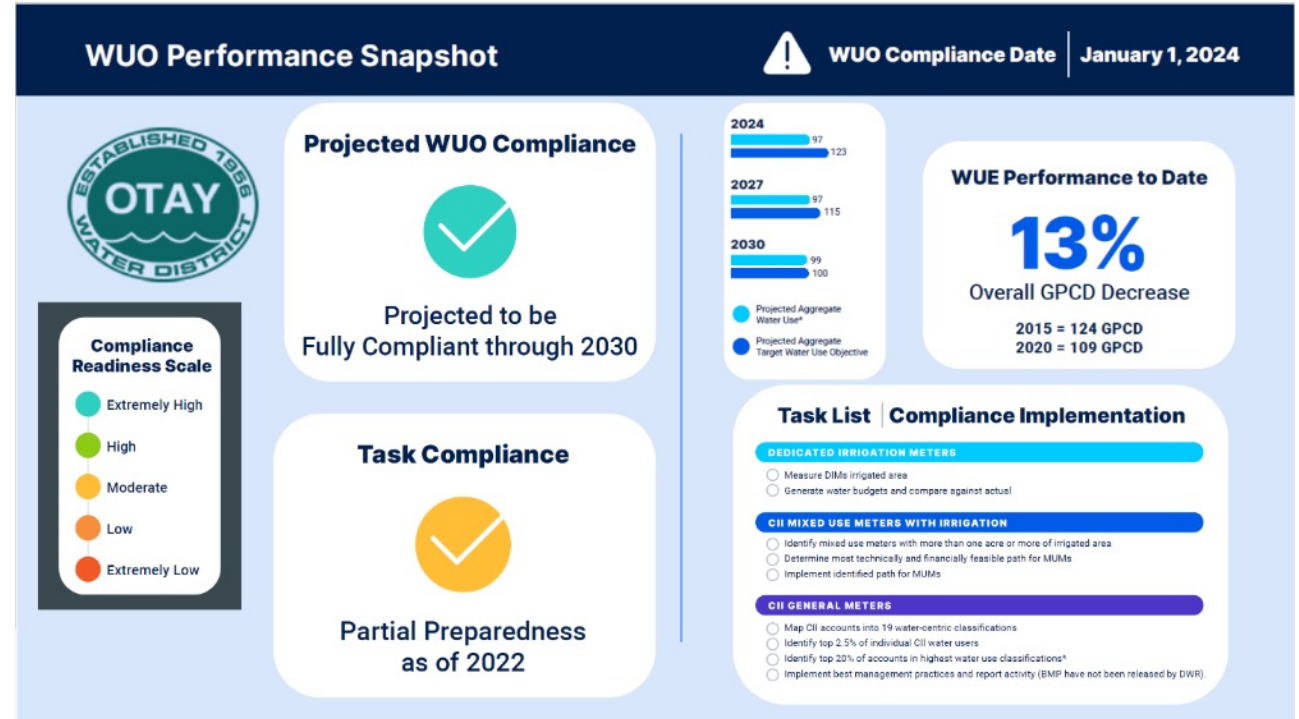 WUO Performance Snapshot
WUO Compliance Date
January 1, 2024
ESTABLISHED 1956
OTAY
WATER DISTRICT
Compliance
Readiness Scale
Extremely High
High
Moderate
Low
Extremely Low
Projected WUO Compliance
Projected to be
Fully Compliant through 2030
Task Compliance
Partial Preparedness
as of 2022
2024
97
123
2027
97
115
2030
99
100
Projected Aggregate
Water Use*
Projected Aggregate
Target Water Use Objective
WUE Performance to Date
13%
Overall GPCD Decrease
2015 = 124 GPCD
2020 = 109 GPCD
Task List | Compliance Implementation
DEDICATED IRRIGATION METERS
Measure DIMs irrigated area
Generate water budgets and compare against actual
CII MIXED USE METERS WITH IRRIGATION
Identify mixed use meters with more than one acre or more of irrigated area
Determine most technically and financially feasible path for MUMs
Implement identified path for MUMs
CII GENERAL METERS
Map CII accounts into 19 water-centric classifications
Identify top 2.5% of individual CII water users
Identify top 20% of accounts in highest water use classifications^
Implement best management practices and report activity (BMP have not been released by DWR).